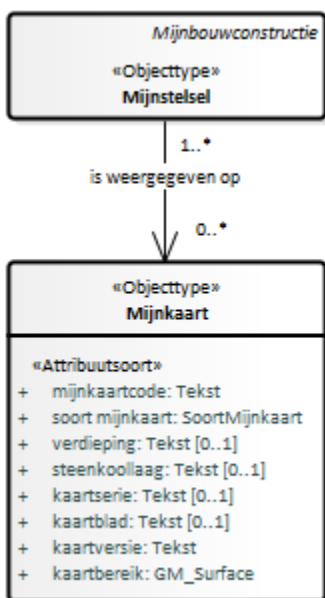 Mijnbouwconstructie
«Objecttype»
Mijnstelsel
1..*
is weergegeven op
0..*
«Objecttype»
Mijnkaart
«Attribuutsoort»
+ mijnkaartcode: Tekst
+ soort mijnkaart: SoortMijnkaart
+ verdieping: Tekst [0..1]
+ steenkoollaag: Tekst [0..1]
+ kaartserie: Tekst [0..1]
+ kaartblad: Tekst [0..1]
+ kaartversie: Tekst
+ kaartbereik: GM_Surface